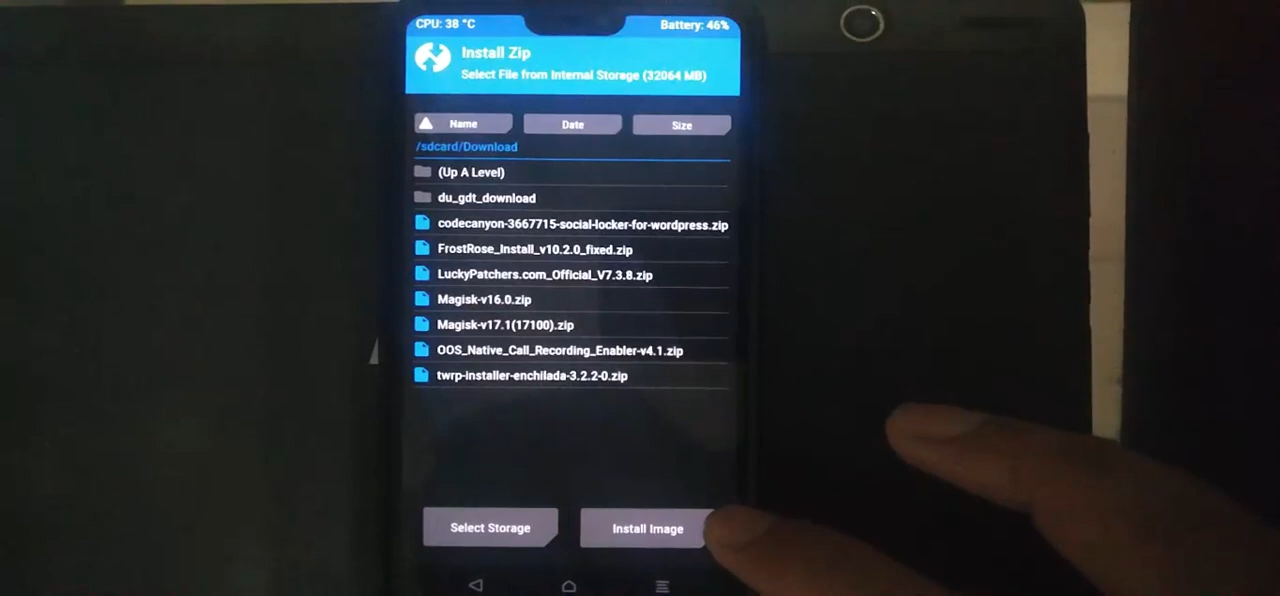 CPU: 38 °C Battery: 46%
Install Zip
Select File from Internal Storage (32064 MB)
Name Date Size
/sdcard/Download
(Up A Level)
du_gdt_download
codecanyon-3667715-social-locker-for-wordpress.zip
FrostRose_Install_v10.2.0_fixed.zip
LuckyPatchers.com_Official_V7.3.8.zip
Magisk-v16.0.zip
Magisk-v17.1(17100).zip
OOS_Native_Call_Recording_Enabler-v4.1.zip
twrp-installer-enchilada-3.2.2-0.zip
Select Storage Install Image